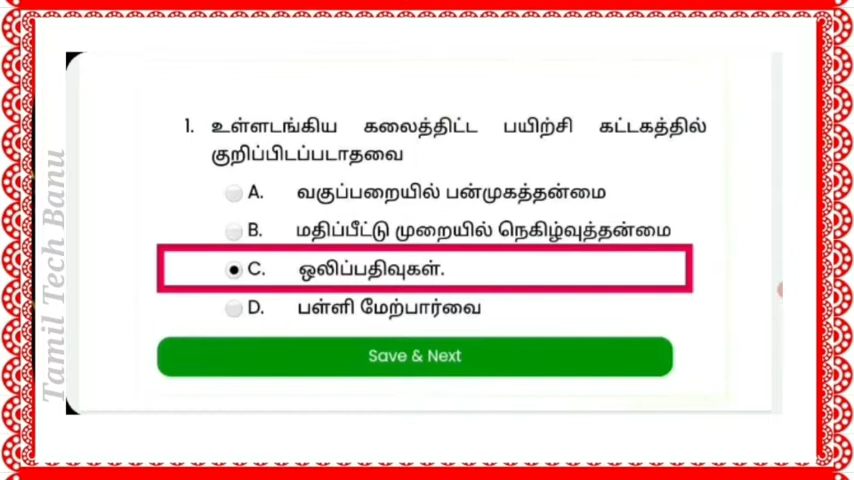 1. உள்ளடங்கிய கலைத்திட்ட பயிற்சி கட்டகத்தில்
குறிப்பிடப்படாதவை
A. வகுப்பறையில் பன்முகத்தன்மை
B. மதிப்பீட்டு முறையில் நெகிழ்வுத்தன்மை
C. ஒலிப்பதிவுகள்.
D. பள்ளி மேற்பார்வை
Save & Next
Tamil Tech Banu